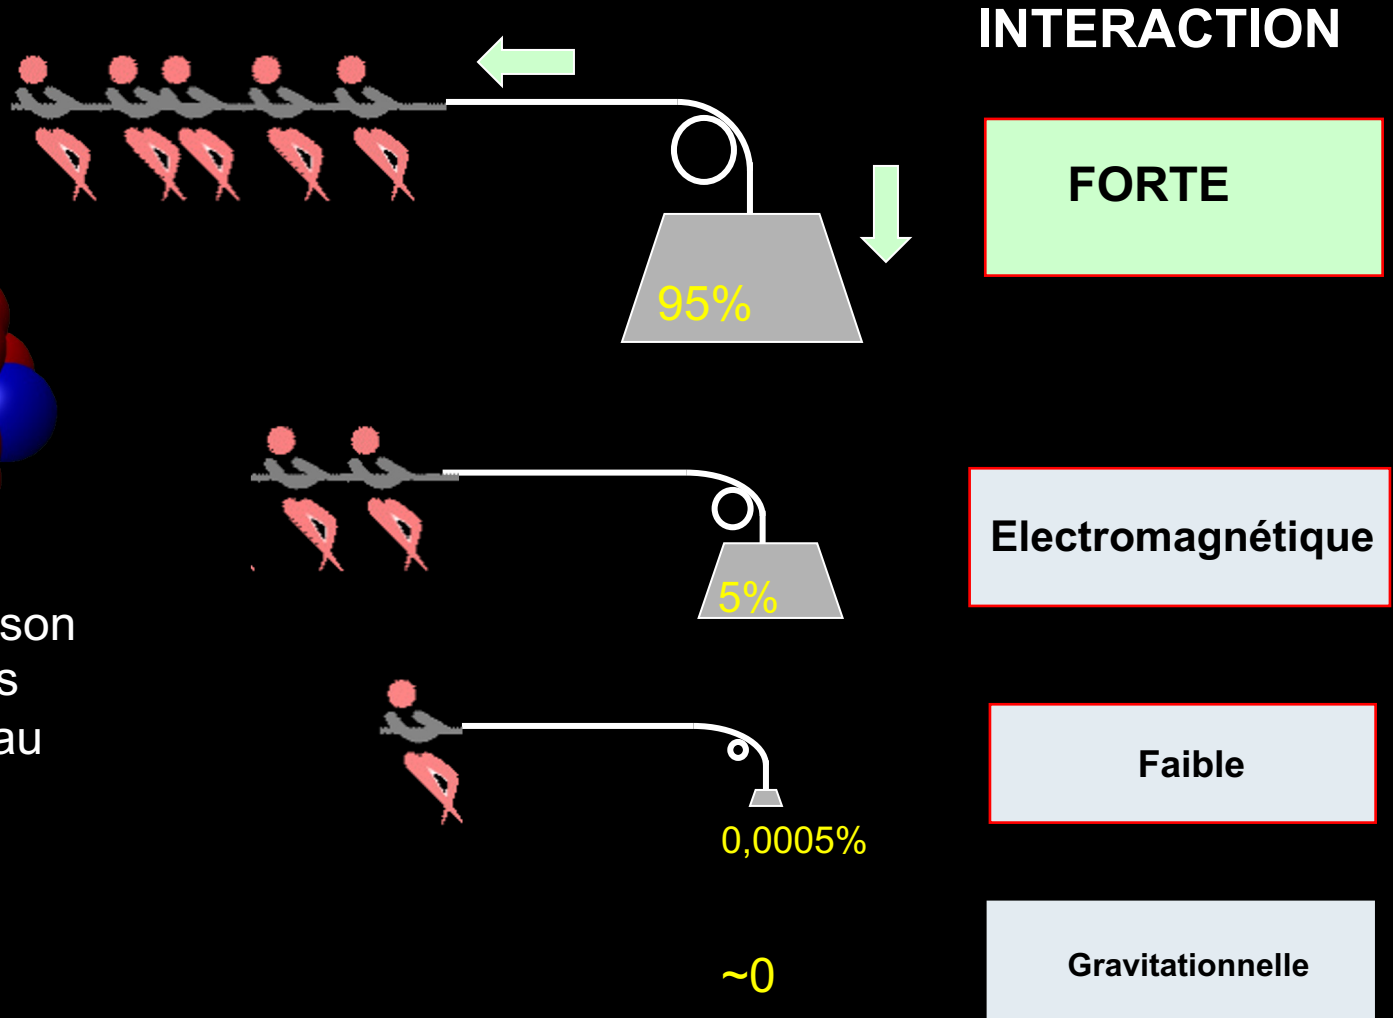 INTERACTION
FORTE
95%
Electromagnétique
5%
son
s
au
Faible
0,0005%
Gravitationnelle
~0